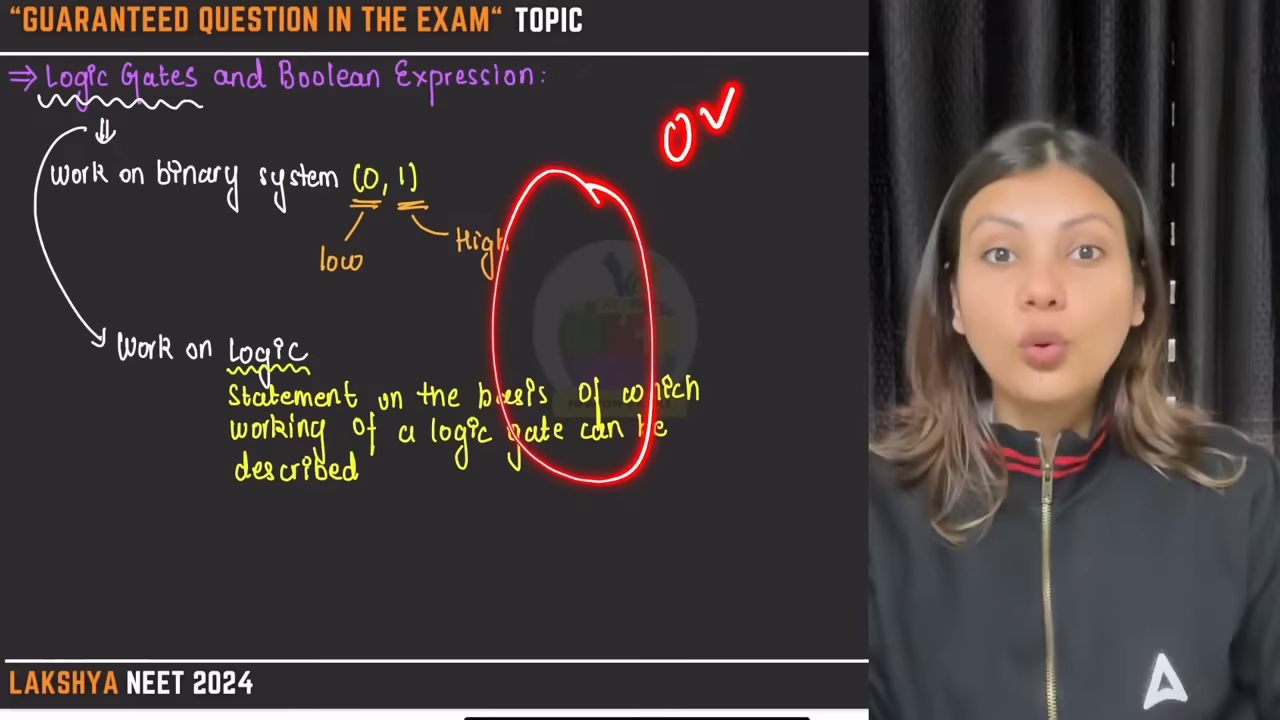 “GUARANTEED QUESTION IN THE EXAM“ TOPIC
⇒ Logic Gates and Boolean Expression:
Work on binary system (0, 1)
low
High
0 ✓
Work on Logic
Statement on the basis of which
working of a logic gate can be
described
LAKSHYA NEET 2024